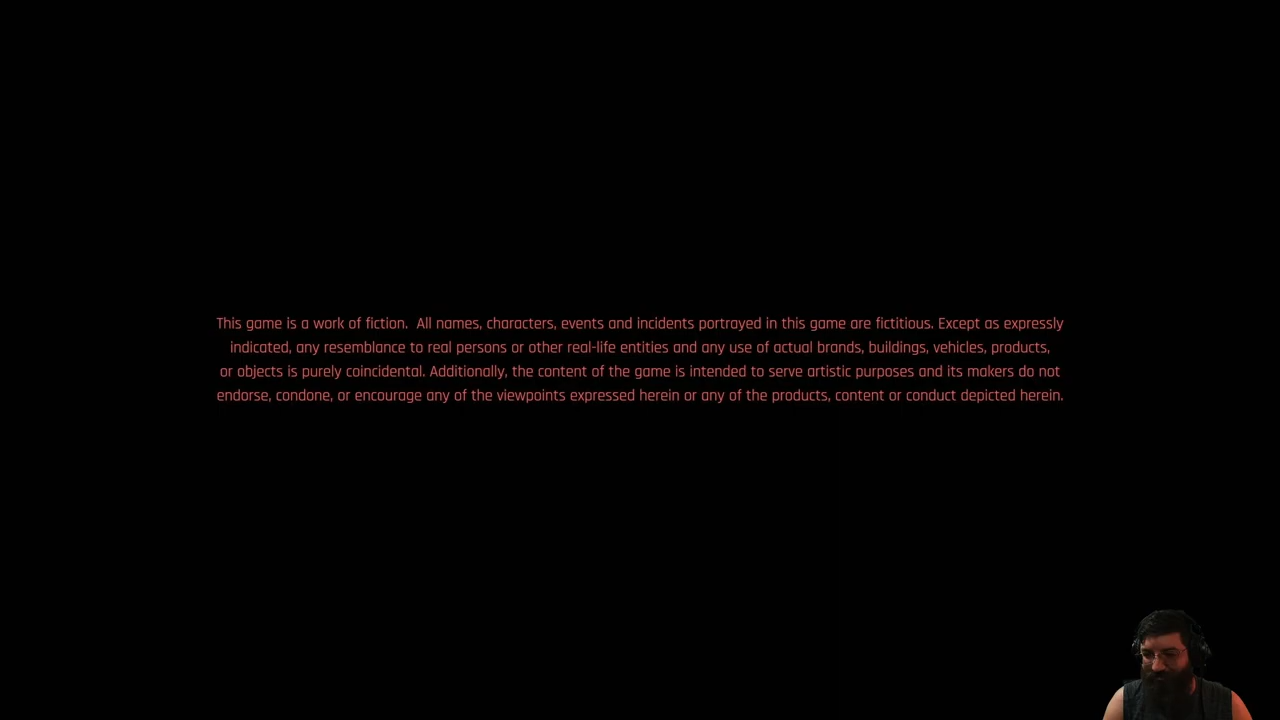 This game is a work of fiction.  All names, characters, events and incidents portrayed in this game are fictitious. Except as expressly
indicated, any resemblance to real persons or other real-life entities and any use of actual brands, buildings, vehicles, products,
or objects is purely coincidental. Additionally, the content of the game is intended to serve artistic purposes and its makers do not
endorse, condone, or encourage any of the viewpoints expressed herein or any of the products, content or conduct depicted herein.